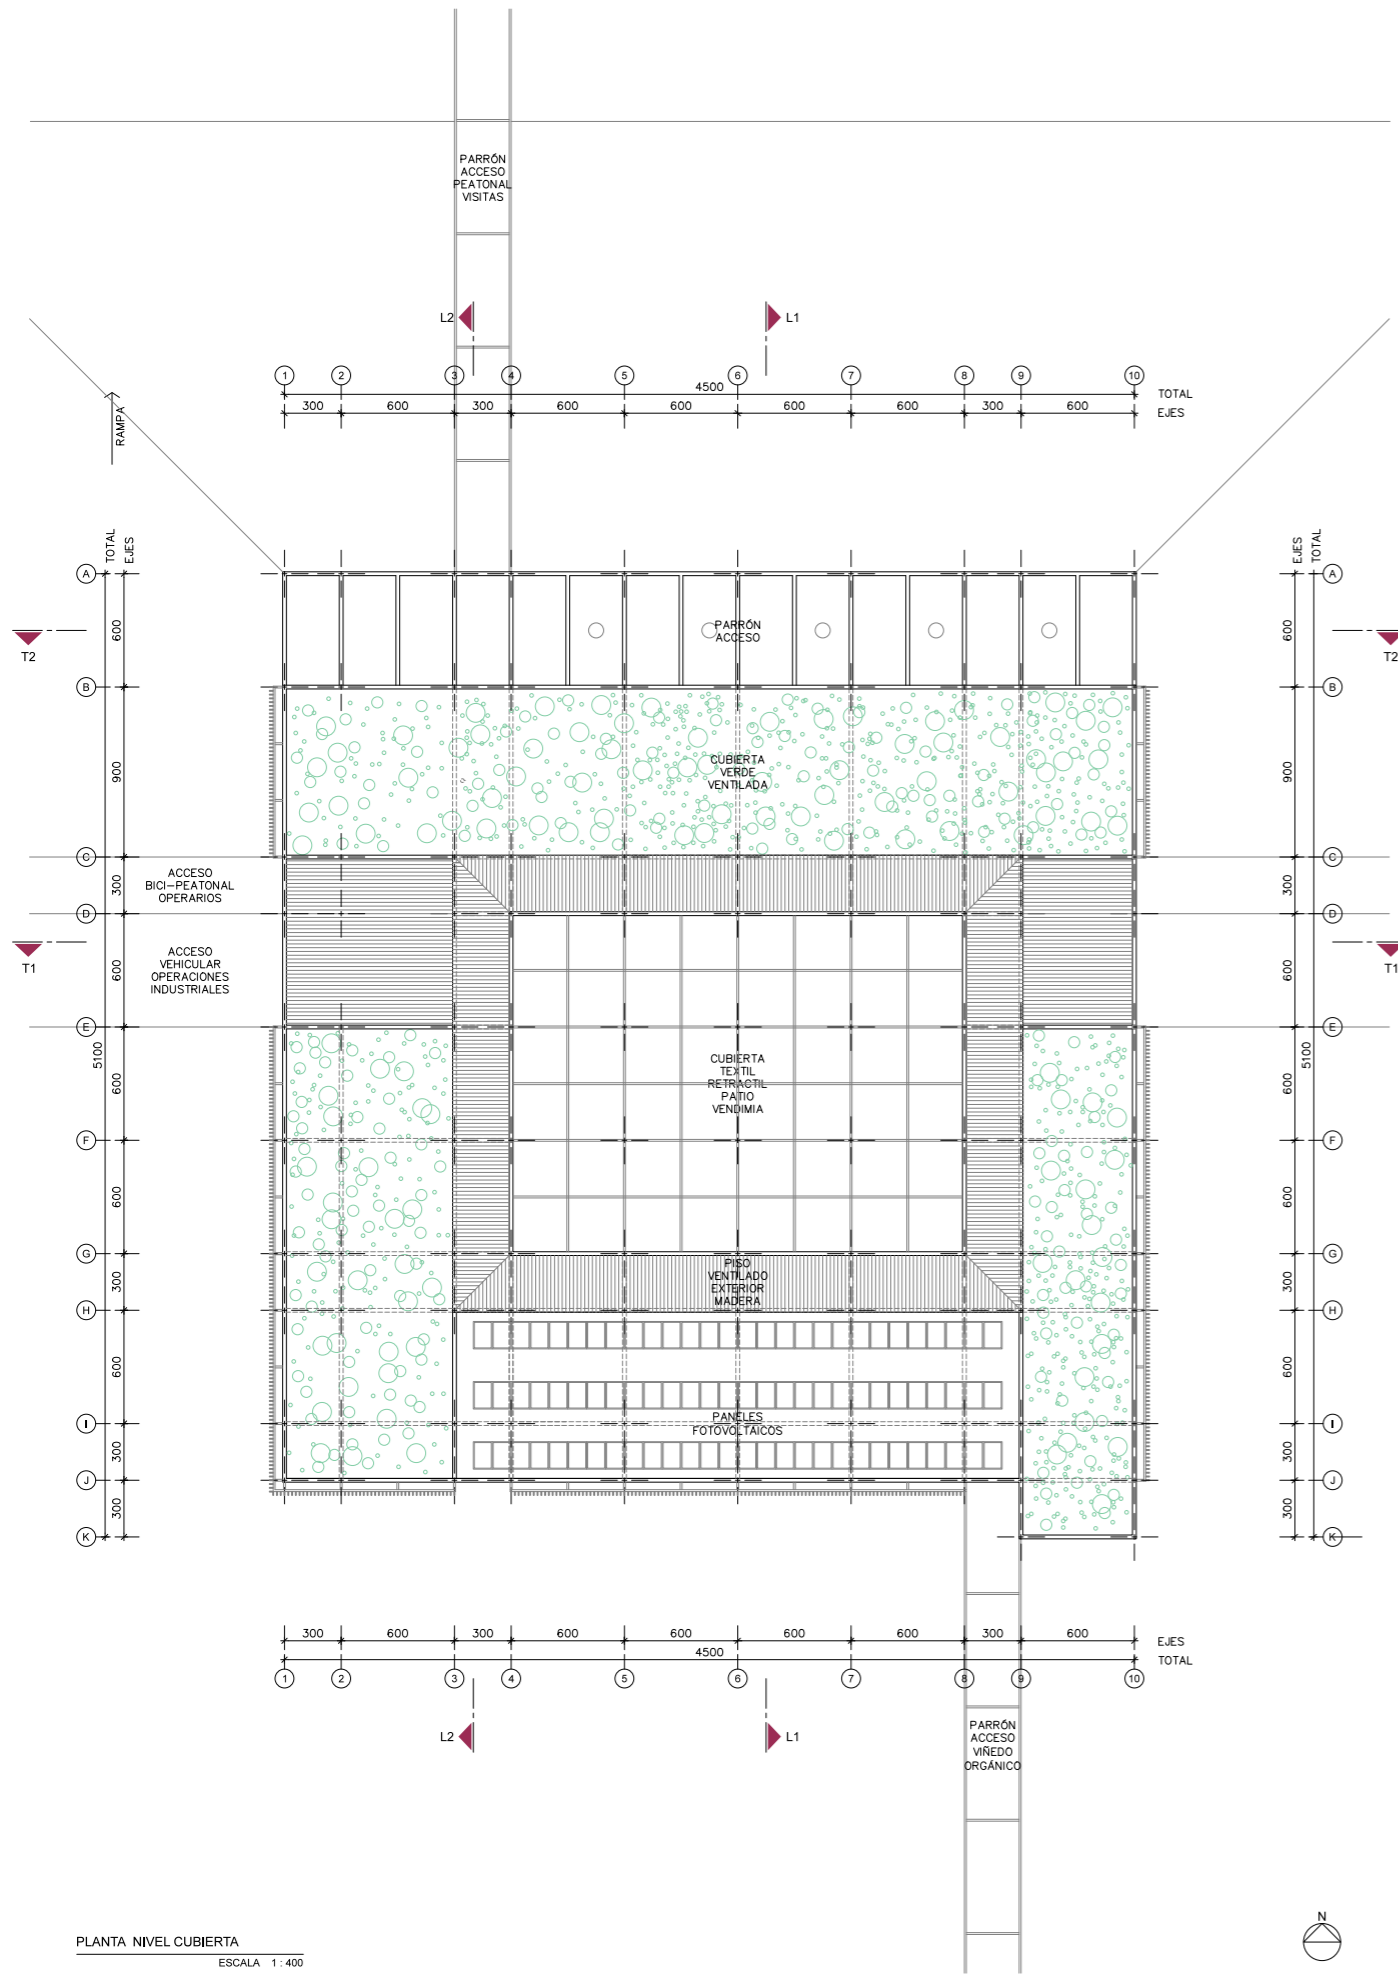 PARRÓN
ACCESO
PEATONAL
VISITAS
L2
L1
1 2 3 4 5 6 7 8 9 10
4500
TOTAL
300 600 300 600 600 600 600 300 600
EJES
RAMPA
TOTAL
EJES
EJES
TOTAL
A
A
600
600
PARRÓN
ACCESO
T2
T2
B
B
900
900
CUBIERTA
VERDE
VENTILADA
C
C
300
300
ACCESO
BICI-PEATONAL
OPERARIOS
D
D
T1
T1
600
600
ACCESO
VEHICULAR
OPERACIONES
INDUSTRIALES
E
E
5100
5100
600
600
CUBIERTA
TEXTIL
RETRACTIL
PATIO
VENDIMIA
F
F
600
600
G
G
300
300
PISO
VENTILADO
EXTERIOR
MADERA
H
H
600
600
PANELES
FOTOVOLTAICOS
I
I
300
300
J
J
300
300
K
K
300 600 300 600 600 600 600 300 600
EJES
4500
TOTAL
1 2 3 4 5 6 7 8 9 10
L2
L1
PARRÓN
ACCESO
VIÑEDO
ORGÁNICO
PLANTA NIVEL CUBIERTA
ESCALA 1 : 400
N